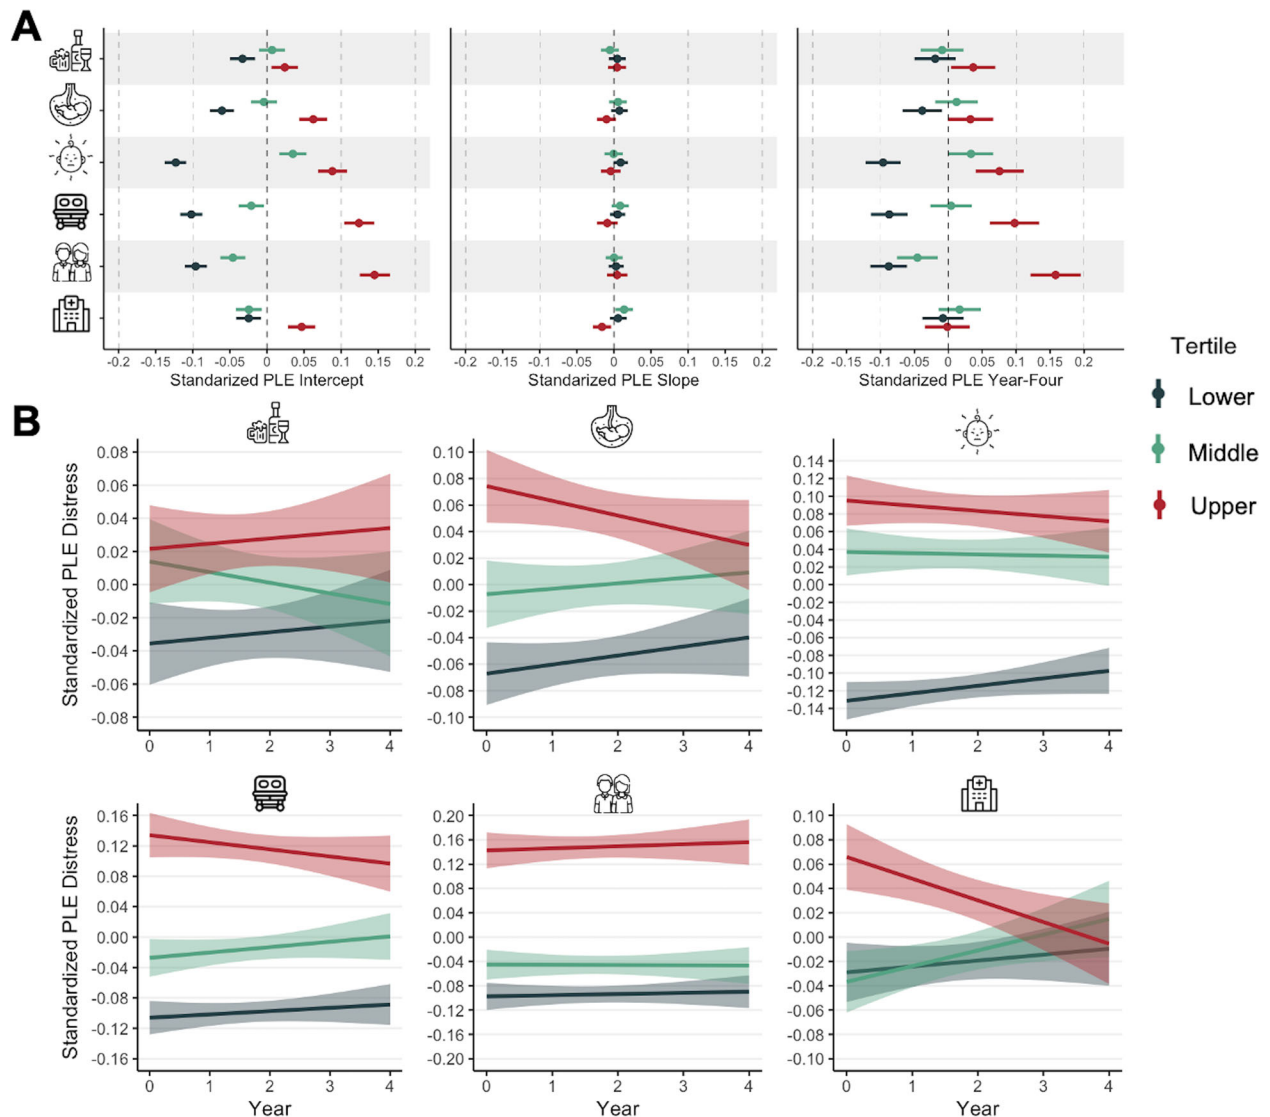 A
-0.2 -0.15 -0.1 -0.05 0 0.05 0.1 0.15 0.2
Standarized PLE Intercept
-0.2 -0.15 -0.1 -0.05 0 0.05 0.1 0.15 0.2
Standarized PLE Slope
-0.2 -0.15 -0.1 -0.05 0 0.05 0.1 0.15 0.2
Standarized PLE Year-Four
Tertile
Lower
Middle
Upper
B
Standardized PLE Distress
0.08
0.06
0.04
0.02
0.00
-0.02
-0.04
-0.06
-0.08
0 1 2 3 4
0.10
0.08
0.06
0.04
0.02
0.00
-0.02
-0.04
-0.06
-0.08
-0.10
0 1 2 3 4
0.14
0.12
0.10
0.08
0.06
0.04
0.02
0.00
-0.02
-0.04
-0.06
-0.08
-0.10
-0.12
-0.14
0 1 2 3 4
Standardized PLE Distress
0.16
0.12
0.08
0.04
0.00
-0.04
-0.08
-0.12
-0.16
0 1 2 3 4
Year
0.20
0.16
0.12
0.08
0.04
0.00
-0.04
-0.08
-0.12
-0.16
-0.20
0 1 2 3 4
Year
0.10
0.08
0.06
0.04
0.02
0.00
-0.02
-0.04
-0.06
-0.08
-0.10
0 1 2 3 4
Year